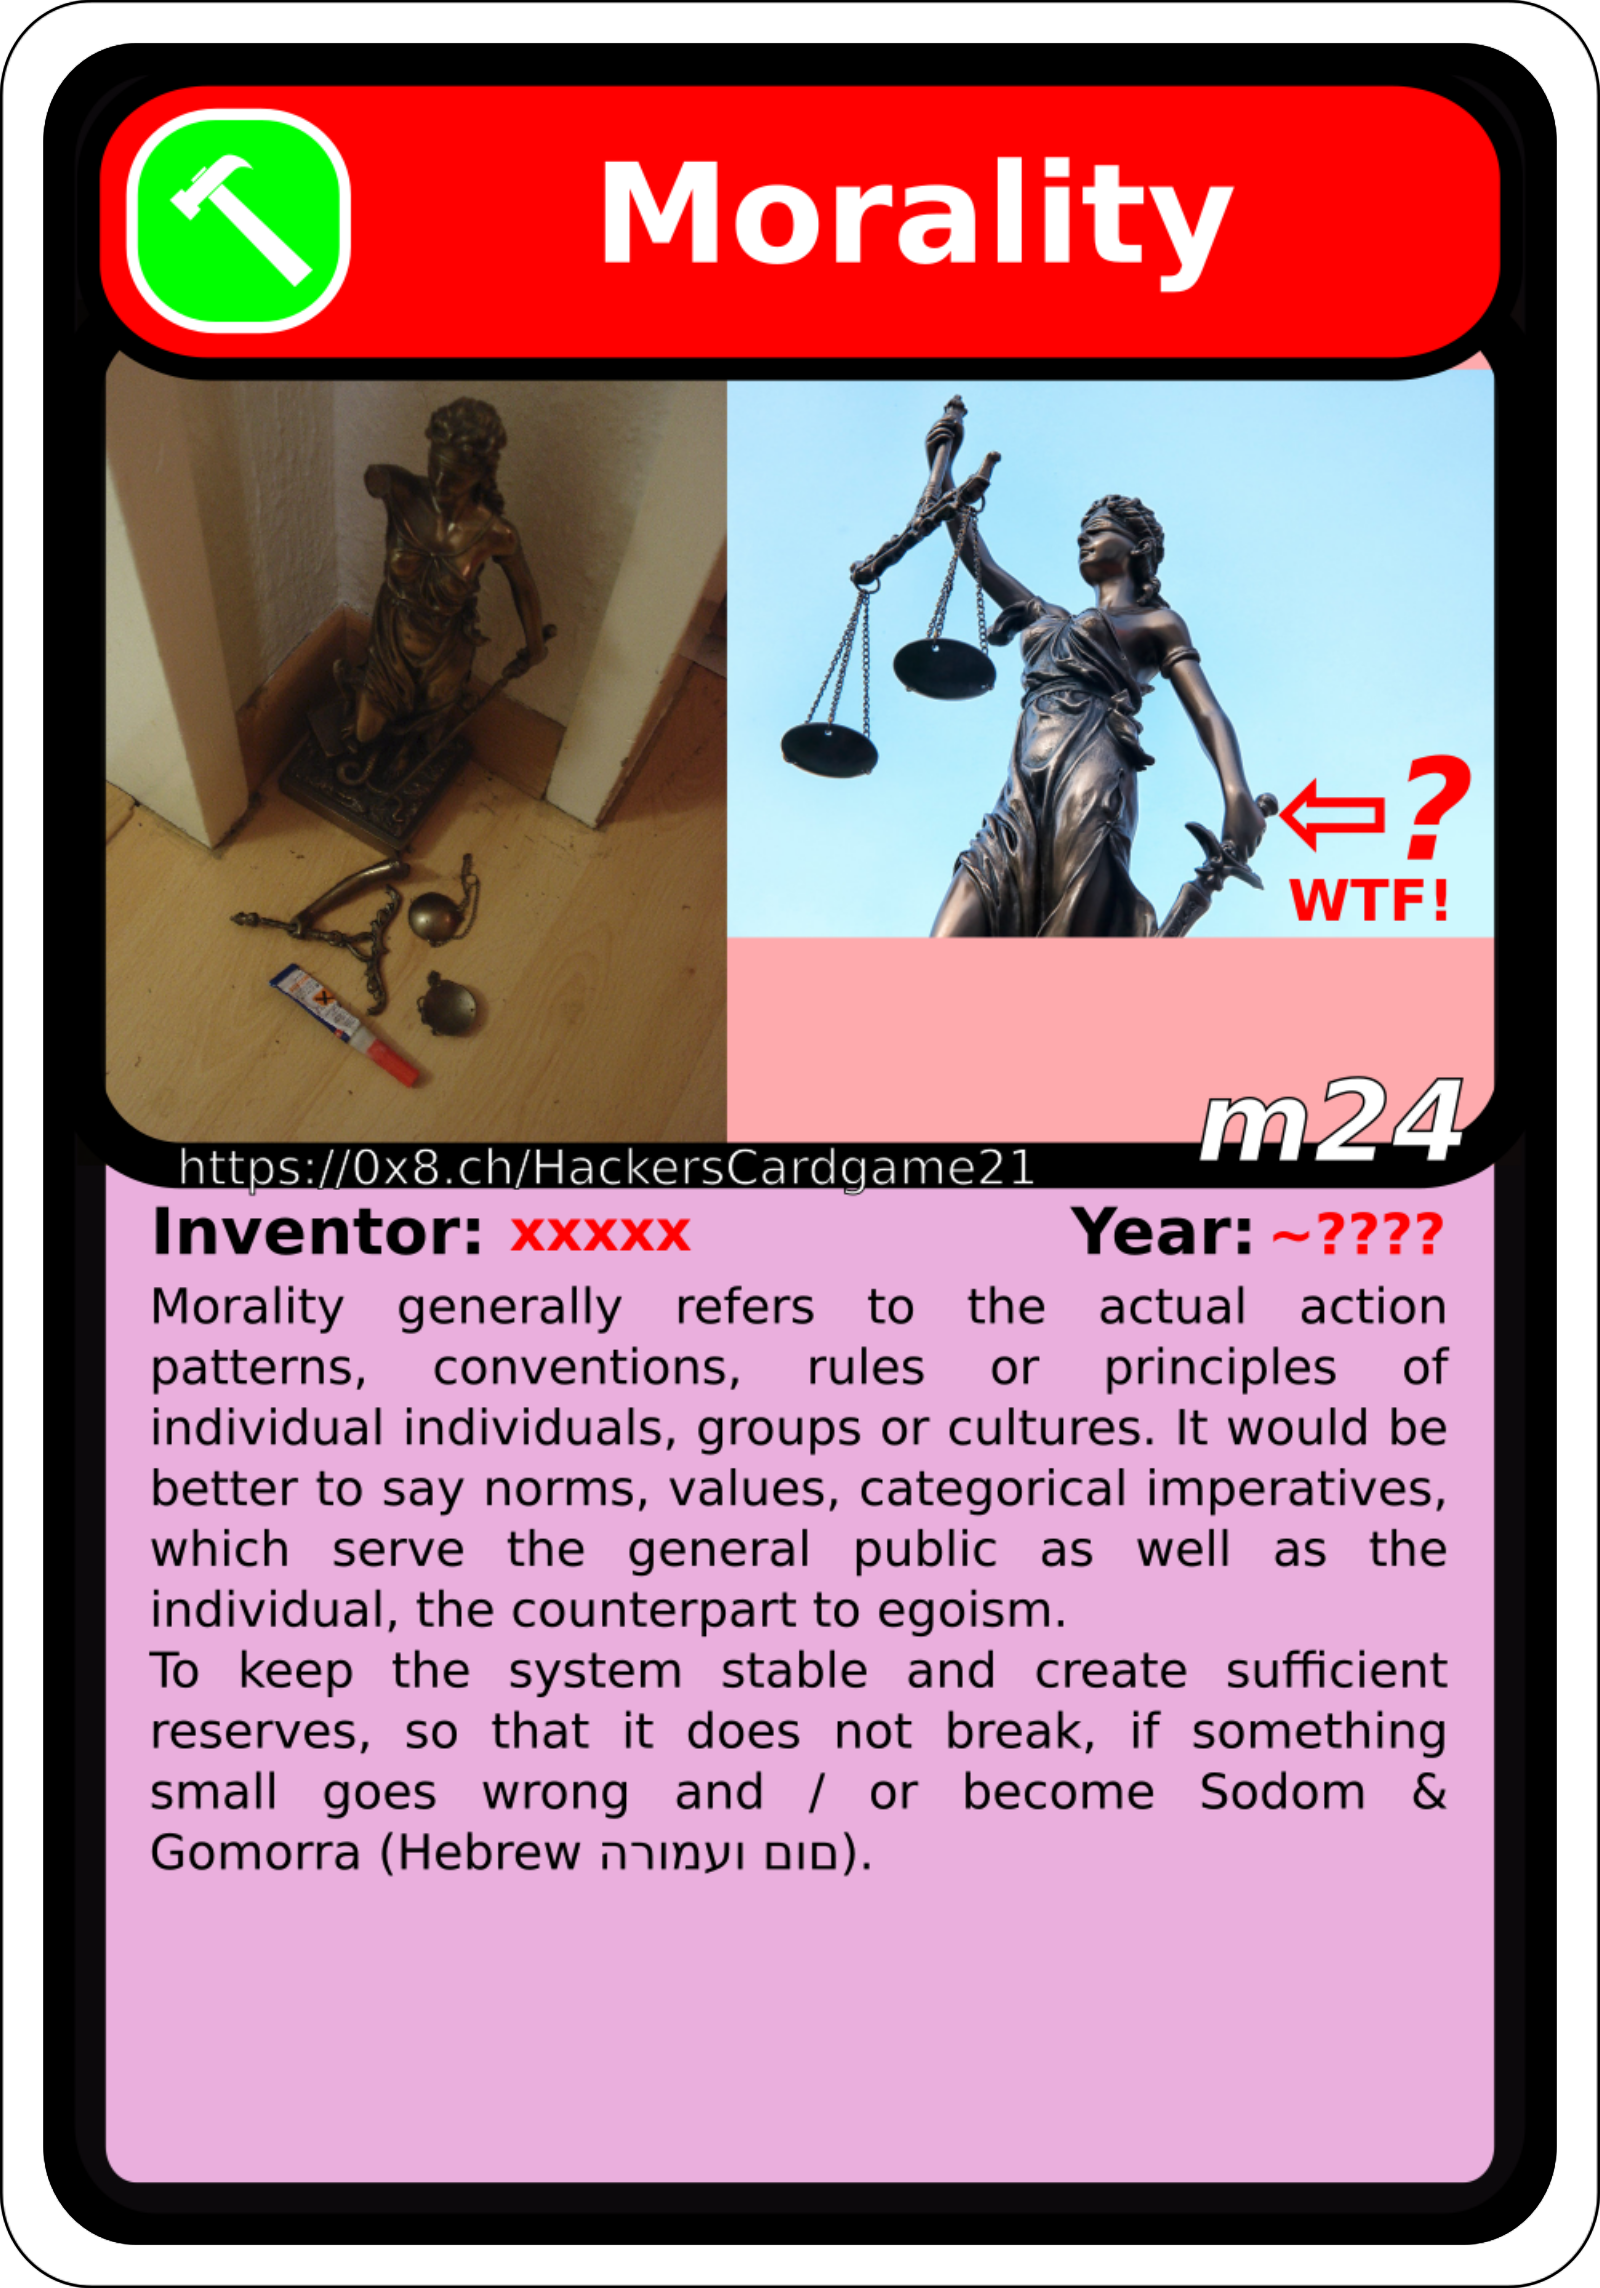 Morality
?
WTF!
m24
https://0x8.ch/HackersCardgame21
Inventor: xxxxx Year: ~????
Morality generally refers to the actual action
patterns, conventions, rules or principles of
individual individuals, groups or cultures. It would be
better to say norms, values, categorical imperatives,
which serve the general public as well as the
individual, the counterpart to egoism.
To keep the system stable and create sufficient
reserves, so that it does not break, if something
small goes wrong and / or become Sodom &
Gomorra (Hebrew סום ועמורה).